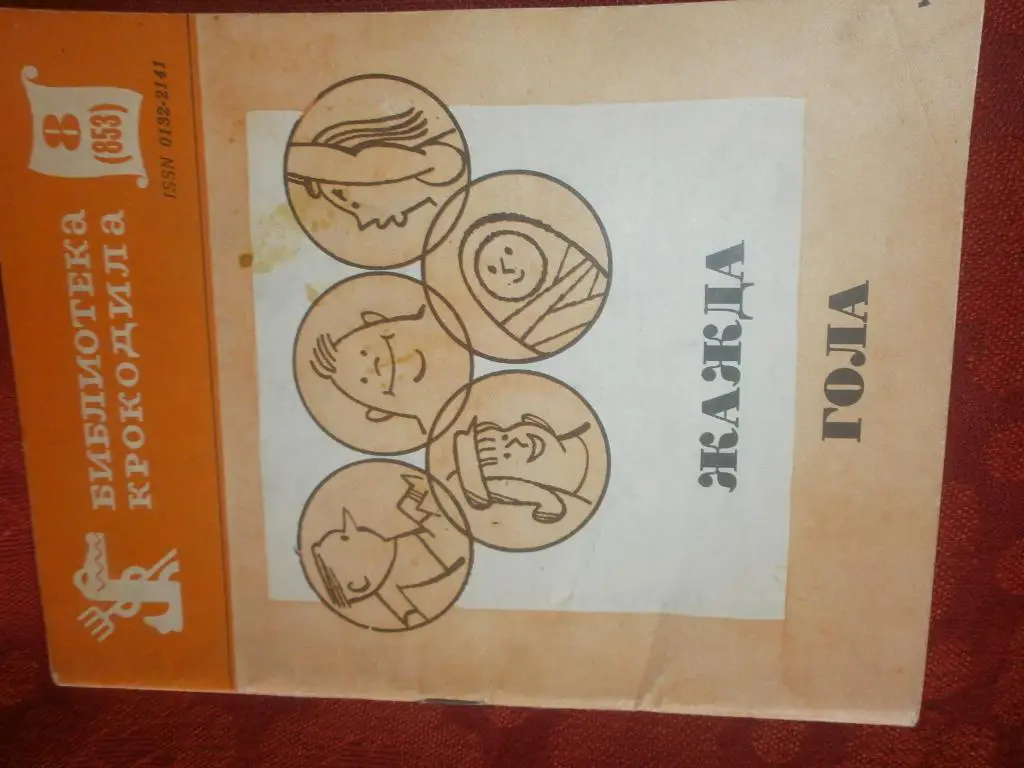 БИБЛИОТЕКА
КРОКОДИЛА
8
(853)
ISSN 0132-2141
ЖАЖДА
ГОЛА